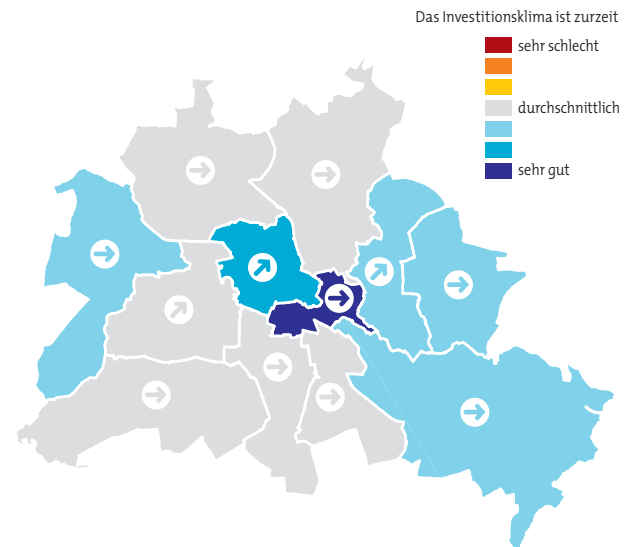 Das Investitionsklima ist zurzeit
sehr schlecht
durchschnittlich
sehr gut